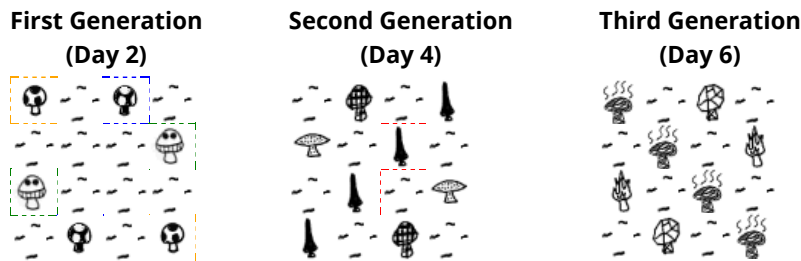 First Generation
(Day 2)
Second Generation
(Day 4)
Third Generation
(Day 6)